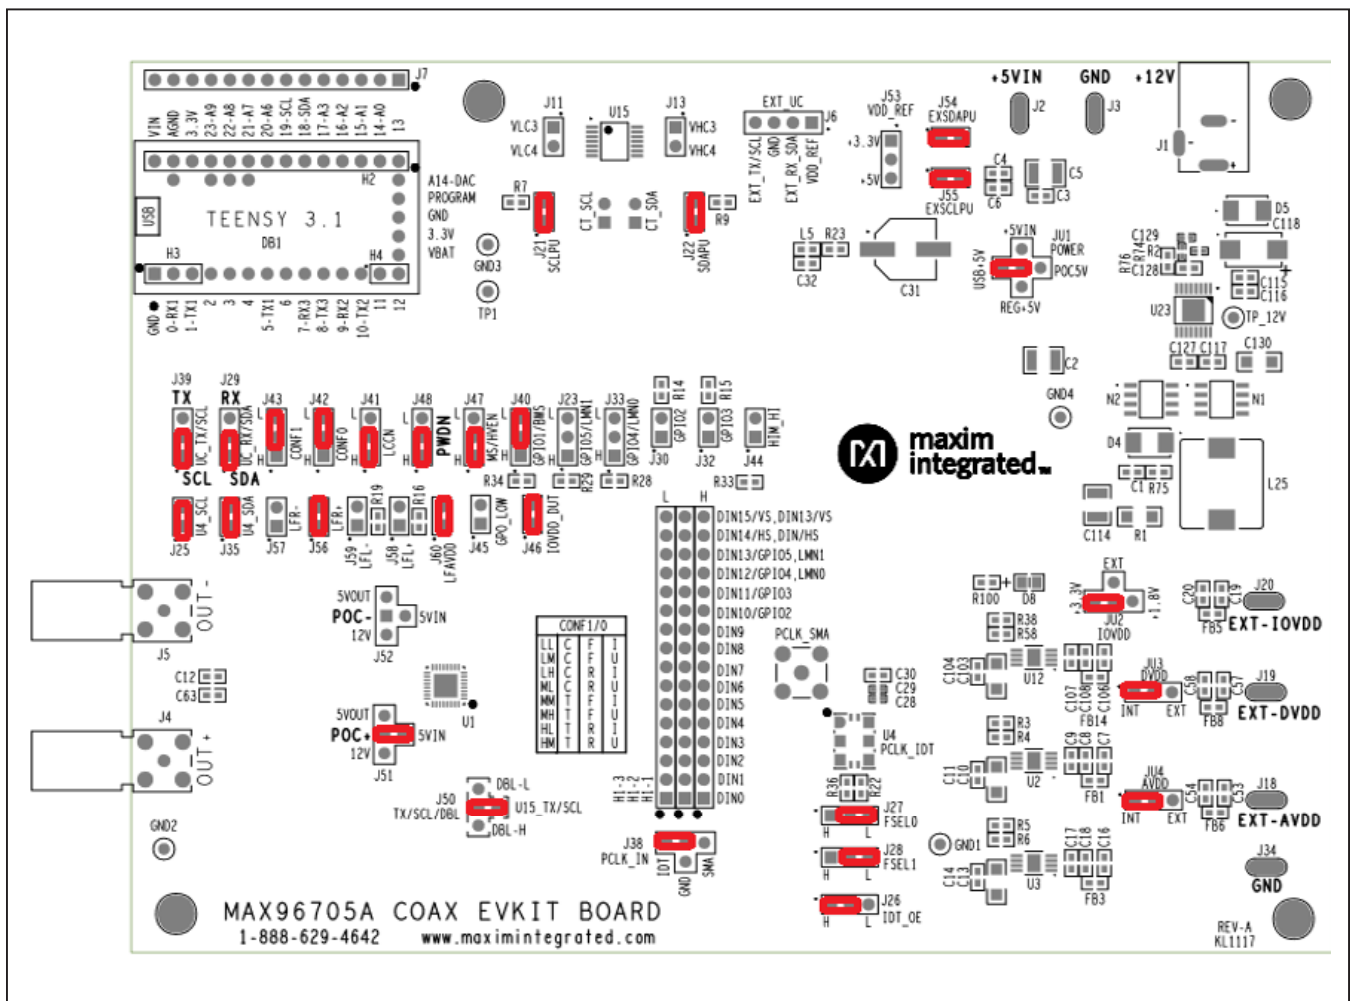 J7
VIN
AGND
3.3V
23-A9
22-A8
21-A7
20-A6
19-SCL
18-SDA
17-A3
16-A2
15-A1
14-A0
13
H2
A14-DAC
PROGRAM
GND
3.3V
VBAT
USB
TEENSY 3.1
DB1
H3
H4
GND
0-RX1
1-TX1
2
3
4
5-TX1
6
7-RX3
8-TX3
9-RX2
10-TX2
11
12
GND3
TP1
J11
VLC3
VLC4
U15
J13
VHC3
VHC4
R7
J21
SCLPU
CT_SCL
CT_SDA
J22
SDAPU
R9
EXT_UC
J6
EXT_TX/SCL
GND
EXT_RX_SDA
VDD_REF
J53
VDD_REF
+3.3V
+5V
J54
EXSDAPU
J55
EXSCLPU
+5VIN
J2
GND
J3
+12V
J1
-
+
C4
C6
C5
C3
L5
R23
C32
C31
+5VIN
JU1
POWER
USB+5V
POC5V
REG+5V
D5
C118
C129
R2
R74
R76
C128
C115
C116
U23
TP_12V
C127
C117
C130
C2
GND4
N2
N1
D4
C1
R75
L25
C114
R1
J39
TX
UC_TX/SCL
SCL
J29
RX
UC_RX/SDA
SDA
J43
L
H
CONF1
J42
L
H
CONF0
J41
L
H
LCCN
J48
L
H
PWDN
J47
L
H
MS/HVEN
J40
L
H
GPIO1/BMS
J23
L
H
GPIO5/LMN1
J33
L
H
GPIO4/LMN0
R14
GPIO2
J30
R15
GPIO3
J32
HIM_HI
J44
R34
R29
R28
R33
U4_SCL
J25
U4_SDA
J35
LFR-
J57
LFR+
J56
R19
J59
LFL-
R16
J58
LFL+
J60
LFAVDD
GPO_LOW
J45
IOVDD_DUT
J46
maxim
integrated™
L
H
DIN15/VS,DIN13/VS
DIN14/HS,DIN/HS
DIN13/GPIO5,LMN1
DIN12/GPIO4,LMN0
DIN11/GPIO3
DIN10/GPIO2
DIN9
DIN8
DIN7
DIN6
DIN5
DIN4
DIN3
DIN2
DIN1
DIN0
H1-3
H1-2
H1-1
OUT-
J5
C12
C63
J4
OUT+
GND2
5VOUT
POC-
5VIN
12V
J52
5VOUT
POC+
5VIN
12V
J51
U1
CONF1/0
LL C F I
LM C F U
LH C R I
ML C R U
MM T F I
MH T F U
HL T R I
HM T R U
J50
DBL-L
TX/SCL/DBL
U15_TX/SCL
DBL-H
J38
PCLK_IN
IOT
GND
SMA
PCLK_SMA
C30
C29
C28
U4
PCLK_IDT
R36
R22
J27
FSEL0
H
L
J28
FSEL1
H
L
J26
IDT_OE
H
L
GND1
R100
+
D8
R38
R58
C104
C103
U12
C107
C108
C106
FB14
R3
R4
C11
C10
U2
C9
C8
C7
FB1
R5
R6
C14
C13
U3
C17
C18
C16
FB3
EXT
+3.3V
+1.8V
JU2
IOVDD
C20
C19
FB5
J20
EXT-IOVDD
JU3
DVDD
INT
EXT
C58
C57
FB8
J19
EXT-DVDD
JU4
AVDD
INT
EXT
C54
C53
FB6
J18
EXT-AVDD
J34
GND
MAX96705A COAX EVKIT BOARD
1-888-629-4642 www.maximintegrated.com
REV-A
KL1117